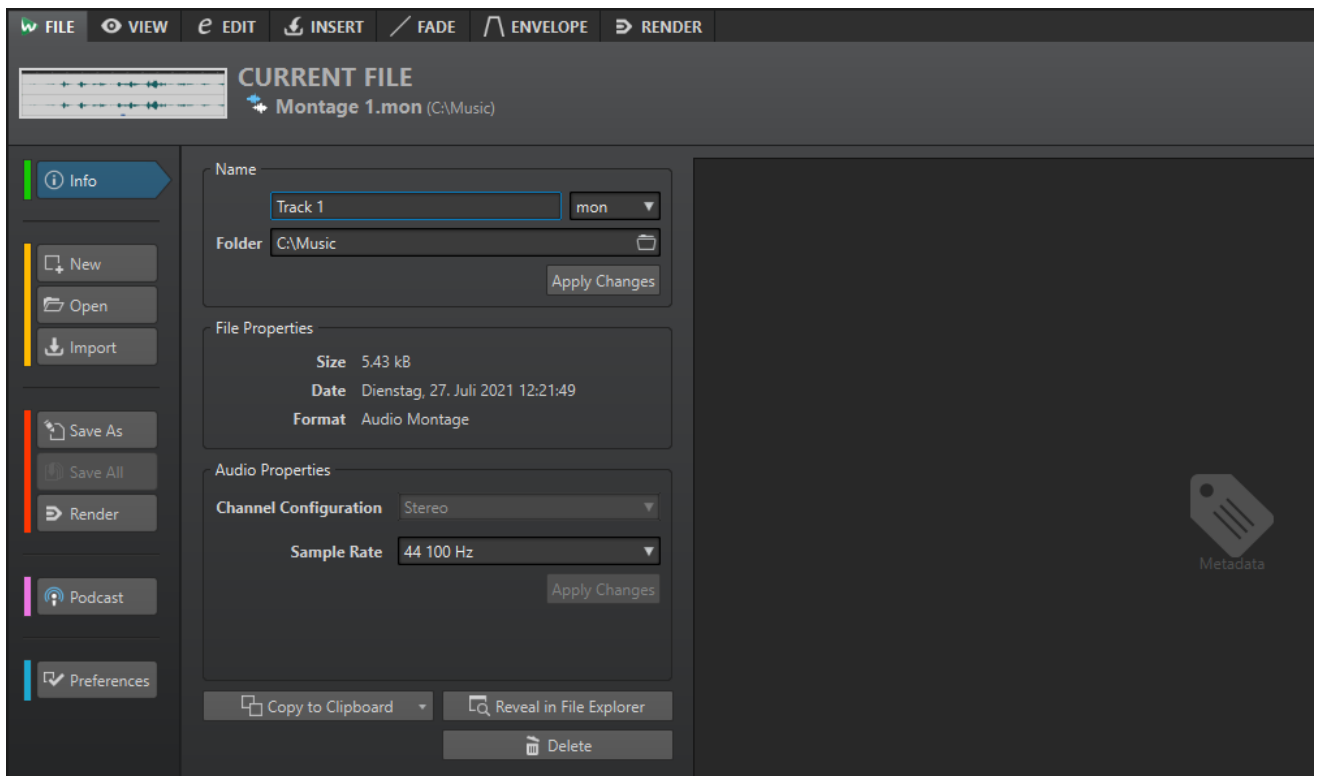 FILE VIEW EDIT INSERT FADE ENVELOPE RENDER
CURRENT FILE
Montage 1.mon (C:\Music)
Info
New
Open
Import
Save As
Save All
Render
Podcast
Preferences
Name
Track 1 mon
Folder C:\Music
Apply Changes
File Properties
Size 5.43 kB
Date Dienstag, 27. Juli 2021 12:21:49
Format Audio Montage
Audio Properties
Channel Configuration Stereo
Sample Rate 44 100 Hz
Apply Changes
Copy to Clipboard Reveal in File Explorer
Delete
Metadata